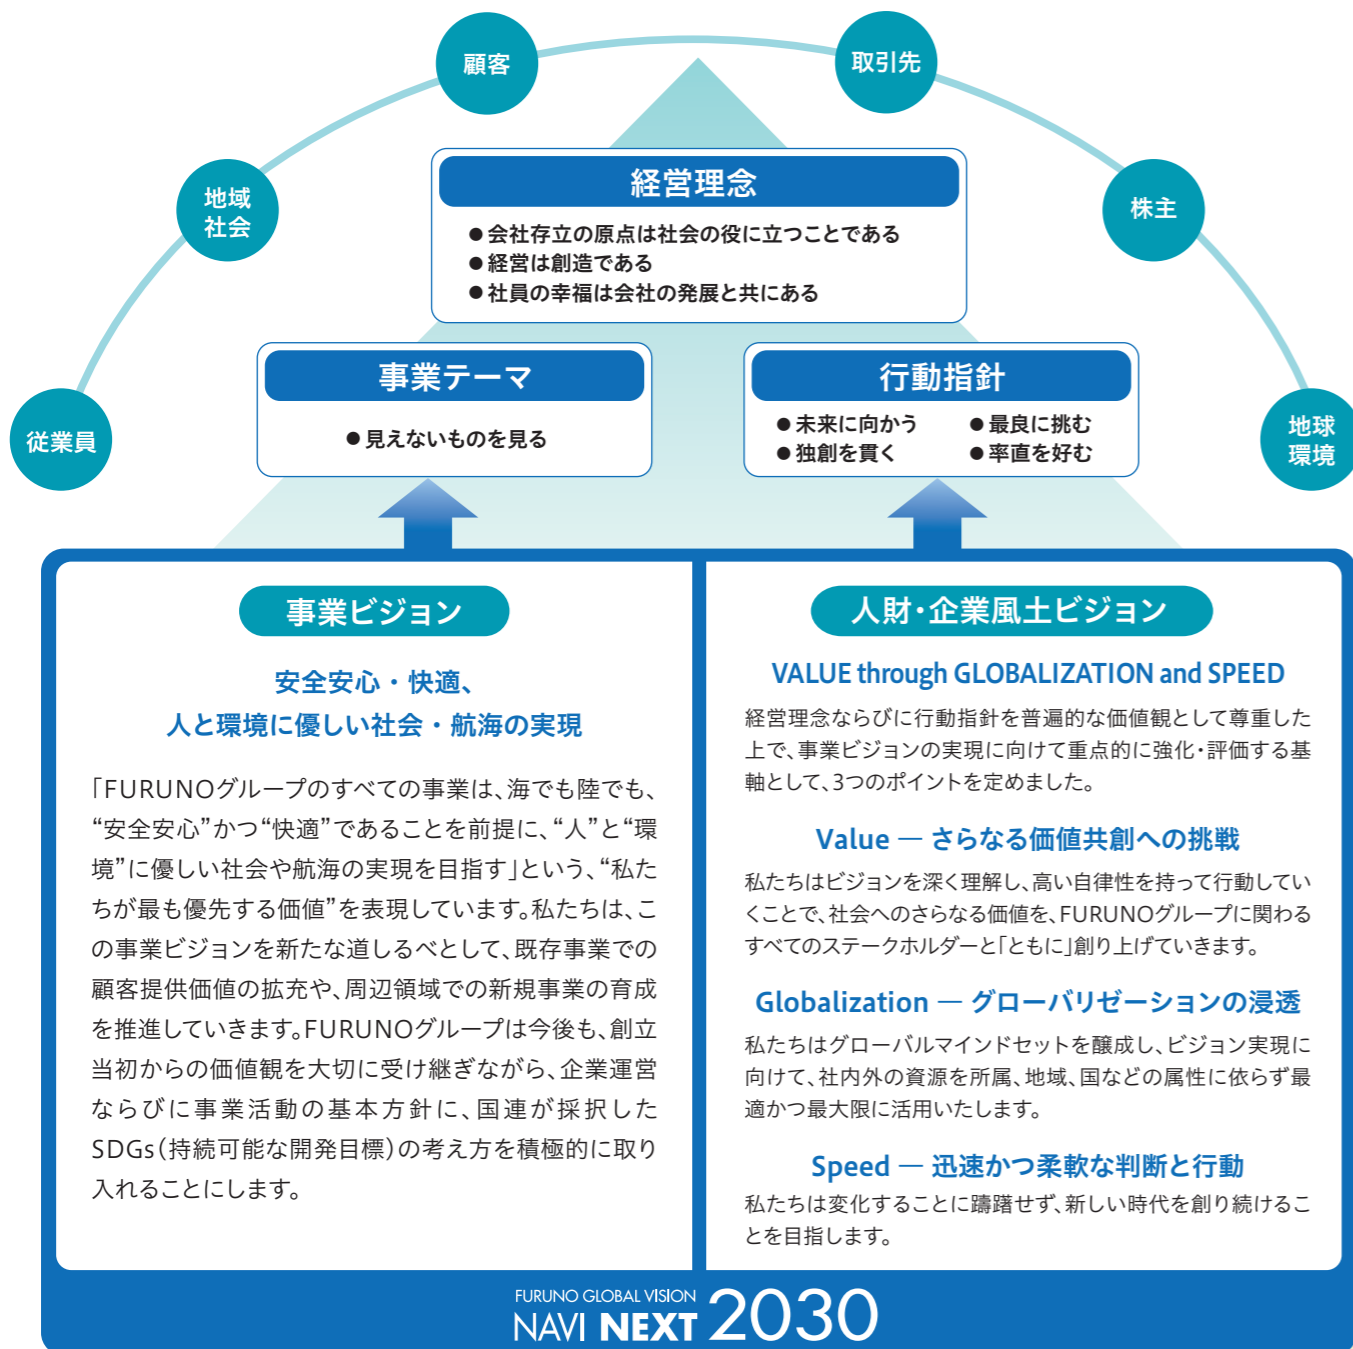 顧客
取引先
地域
社会
株主
従業員
地球
環境
経営理念
●会社存立の原点は社会の役に立つことである
●経営は創造である
●社員の幸福は会社の発展と共にある
事業テーマ
●見えないものを見る
行動指針
●未来に向かう ●最良に挑む
●独創を貫く ●率直を好む
事業ビジョン
安全安心・快適、
人と環境に優しい社会・航海の実現
「FURUNOグループのすべての事業は、海でも陸でも、
“安全安心”かつ“快適”であることを前提に、“人”と“環
境”に優しい社会や航海の実現を目指す」という、“私た
ちが最も優先する価値”を表現しています。私たちは、こ
の事業ビジョンを新たな道しるべとして、既存事業での
顧客提供価値の拡充や、周辺領域での新規事業の育成
を推進していきます。FURUNOグループは今後も、創立
当初からの価値観を大切に受け継ぎながら、企業運営
ならびに事業活動の基本方針に、国連が採択した
SDGs(持続可能な開発目標)の考え方を積極的に取り
入れることにします。
人財・企業風土ビジョン
VALUE through GLOBALIZATION and SPEED
経営理念ならびに行動指針を普遍的な価値観として尊重した
上で、事業ビジョンの実現に向けて重点的に強化・評価する基
軸として、3つのポイントを定めました。
Value — さらなる価値共創への挑戦
私たちはビジョンを深く理解し、高い自律性を持って行動してい
くことで、社会へのさらなる価値を、FURUNOグループに関わる
すべてのステークホルダーと「ともに」創り上げていきます。
Globalization — グローバリゼーションの浸透
私たちはグローバルマインドセットを醸成し、ビジョン実現に
向けて、社内外の資源を所属、地域、国などの属性に依らず最
適かつ最大限に活用いたします。
Speed — 迅速かつ柔軟な判断と行動
私たちは変化することに躊躇せず、新しい時代を創り続けるこ
とを目指します。
FURUNO GLOBAL VISION
NAVI NEXT 2030